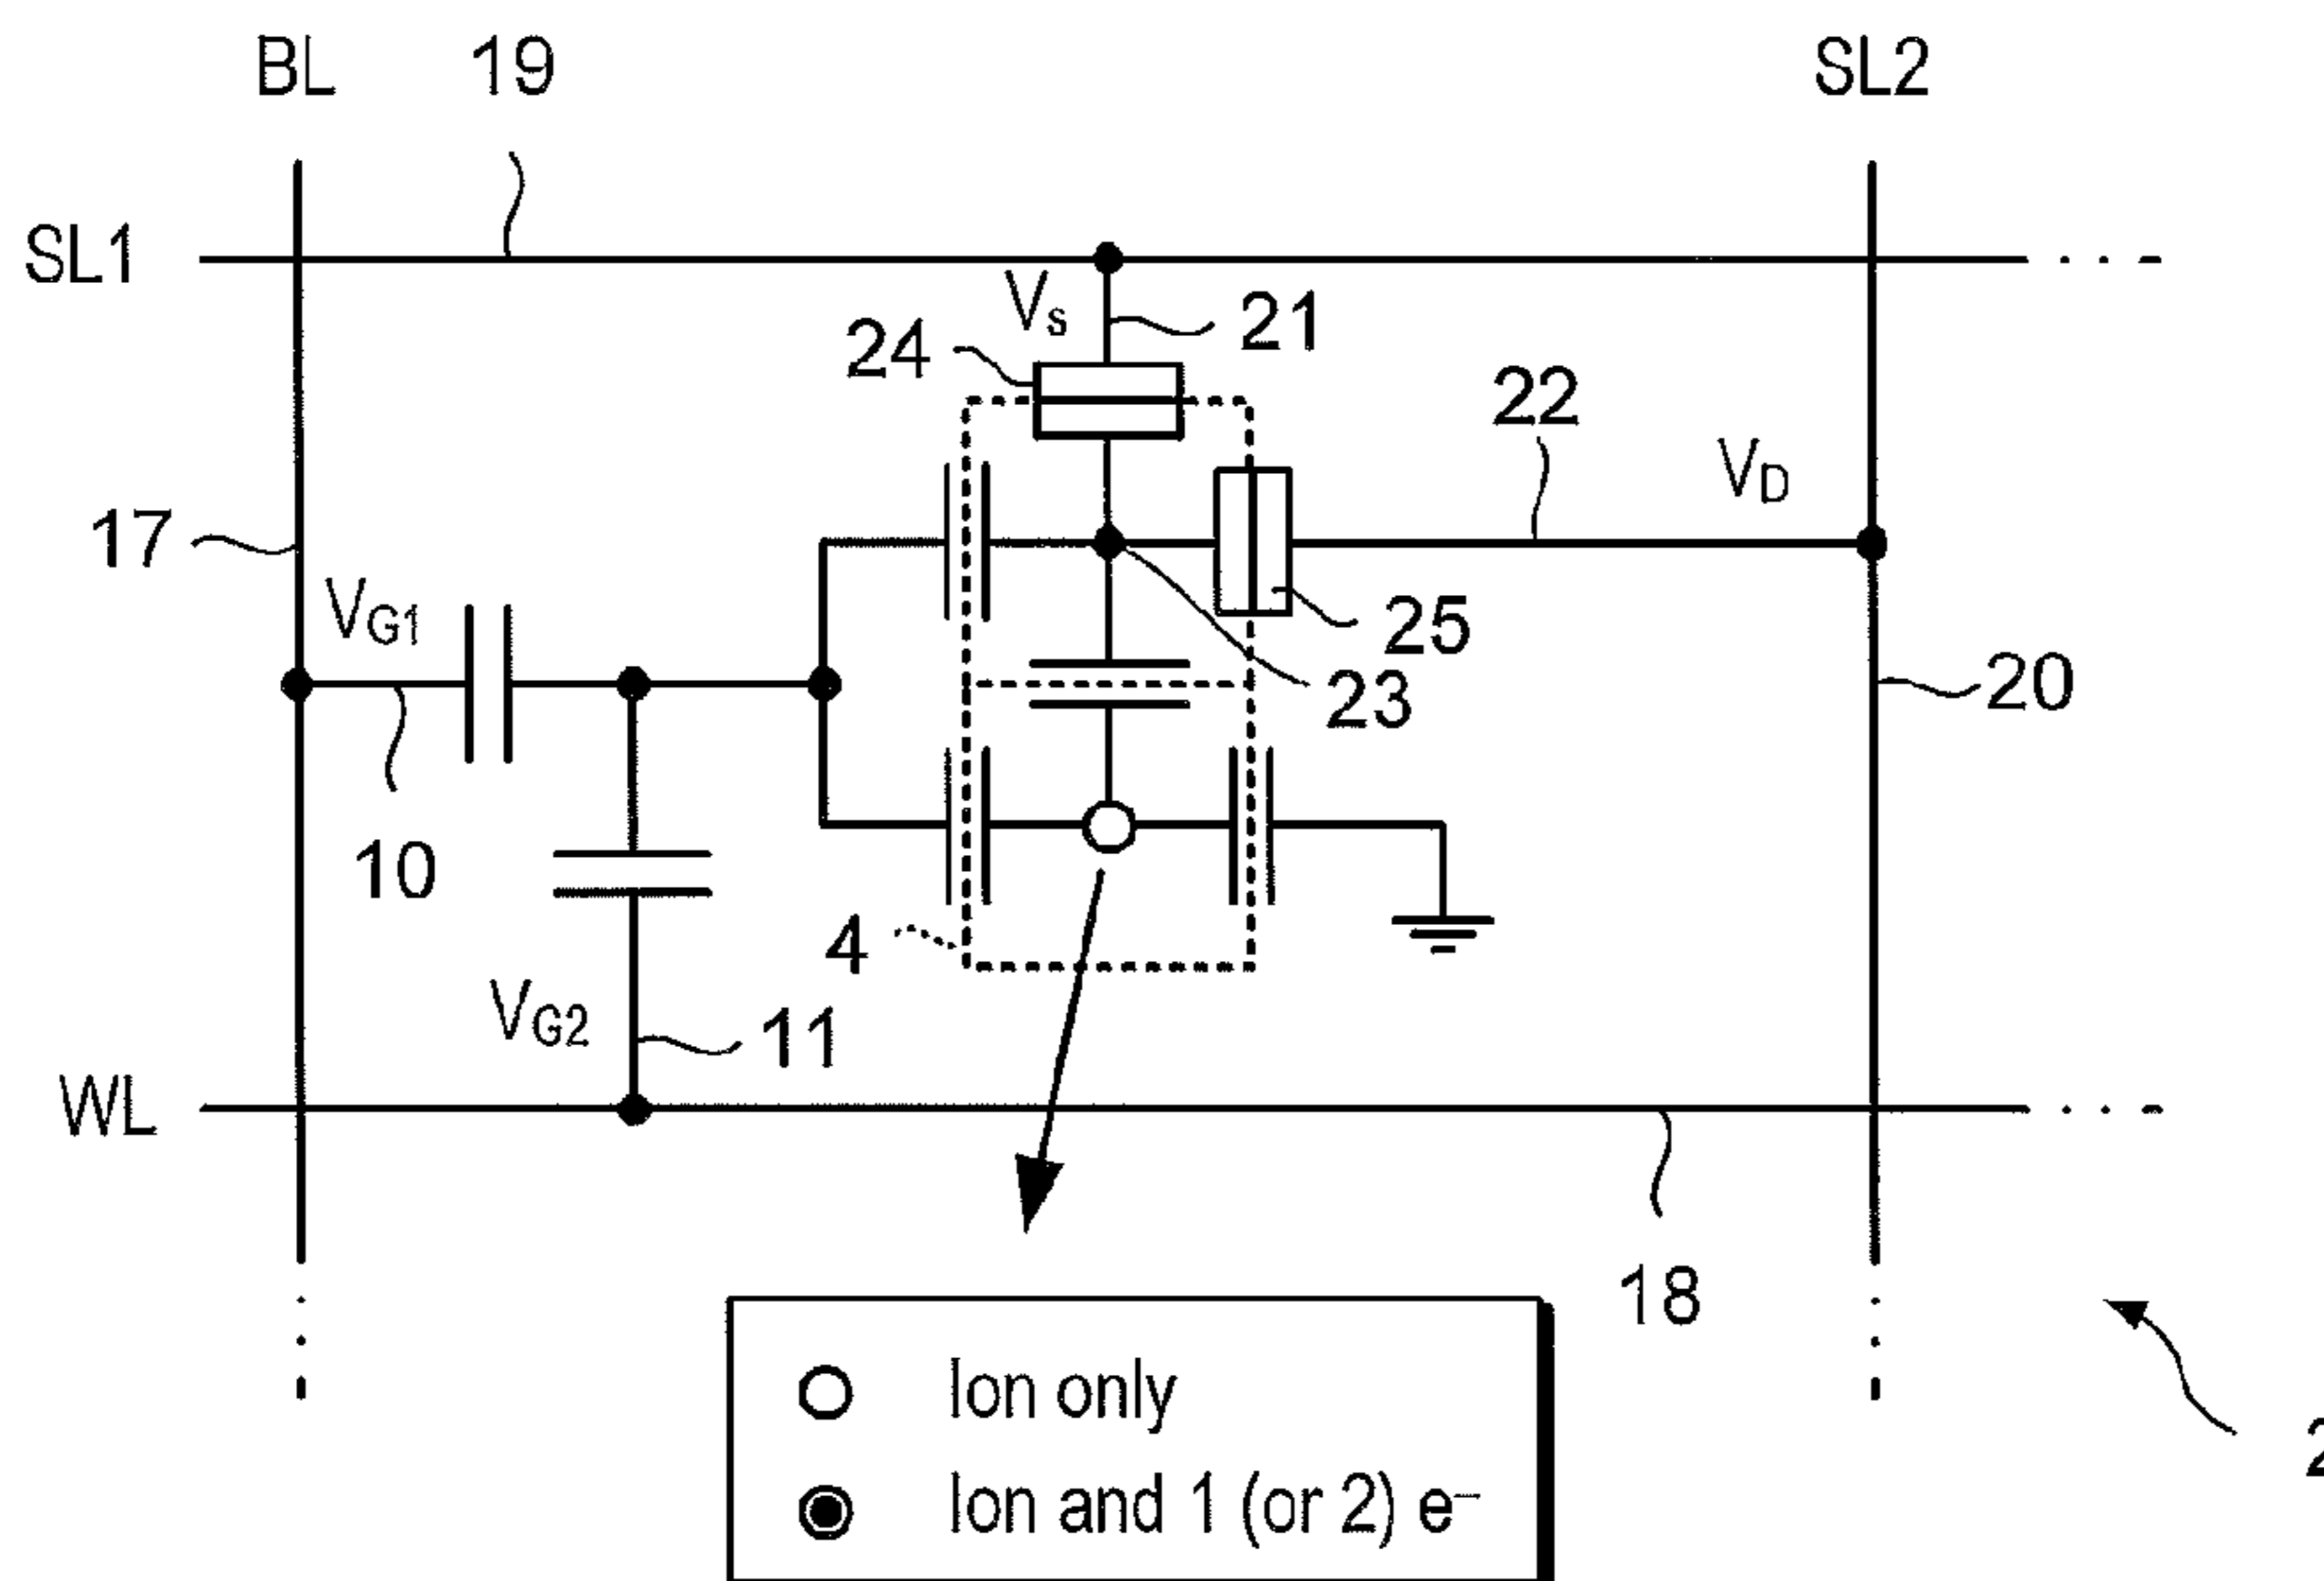 BL 19 SL2
SL1
Vs 21
24
22
VD
17
VG1
25
23
20
10
4
VG2
11
WL
18
Ion only
Ion and 1 (or 2) e–
2